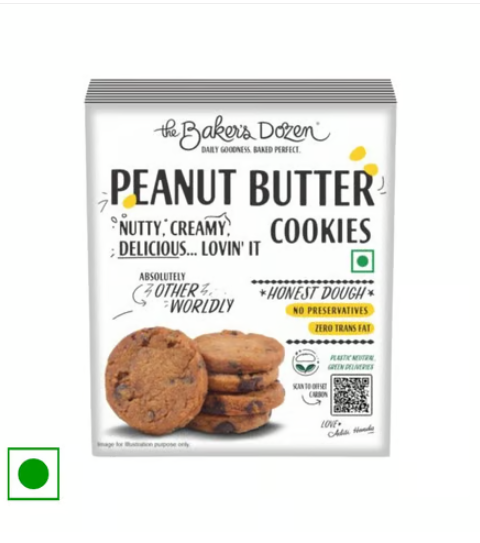 the Baker's Dozen
DAILY GOODNESS. BAKED PERFECT.
PEANUT BUTTER
COOKIES
NUTTY, CREAMY,
DELICIOUS... LOVIN' IT
ABSOLUTELY
OTHER
WORLDLY
HONEST DOUGH
NO PRESERVATIVES
ZERO TRANS FAT
PLASTIC NEUTRAL,
GREEN DELIVERIES
SCAN TO OFFSET
CARBON
LOVE
Image for illustration purpose only